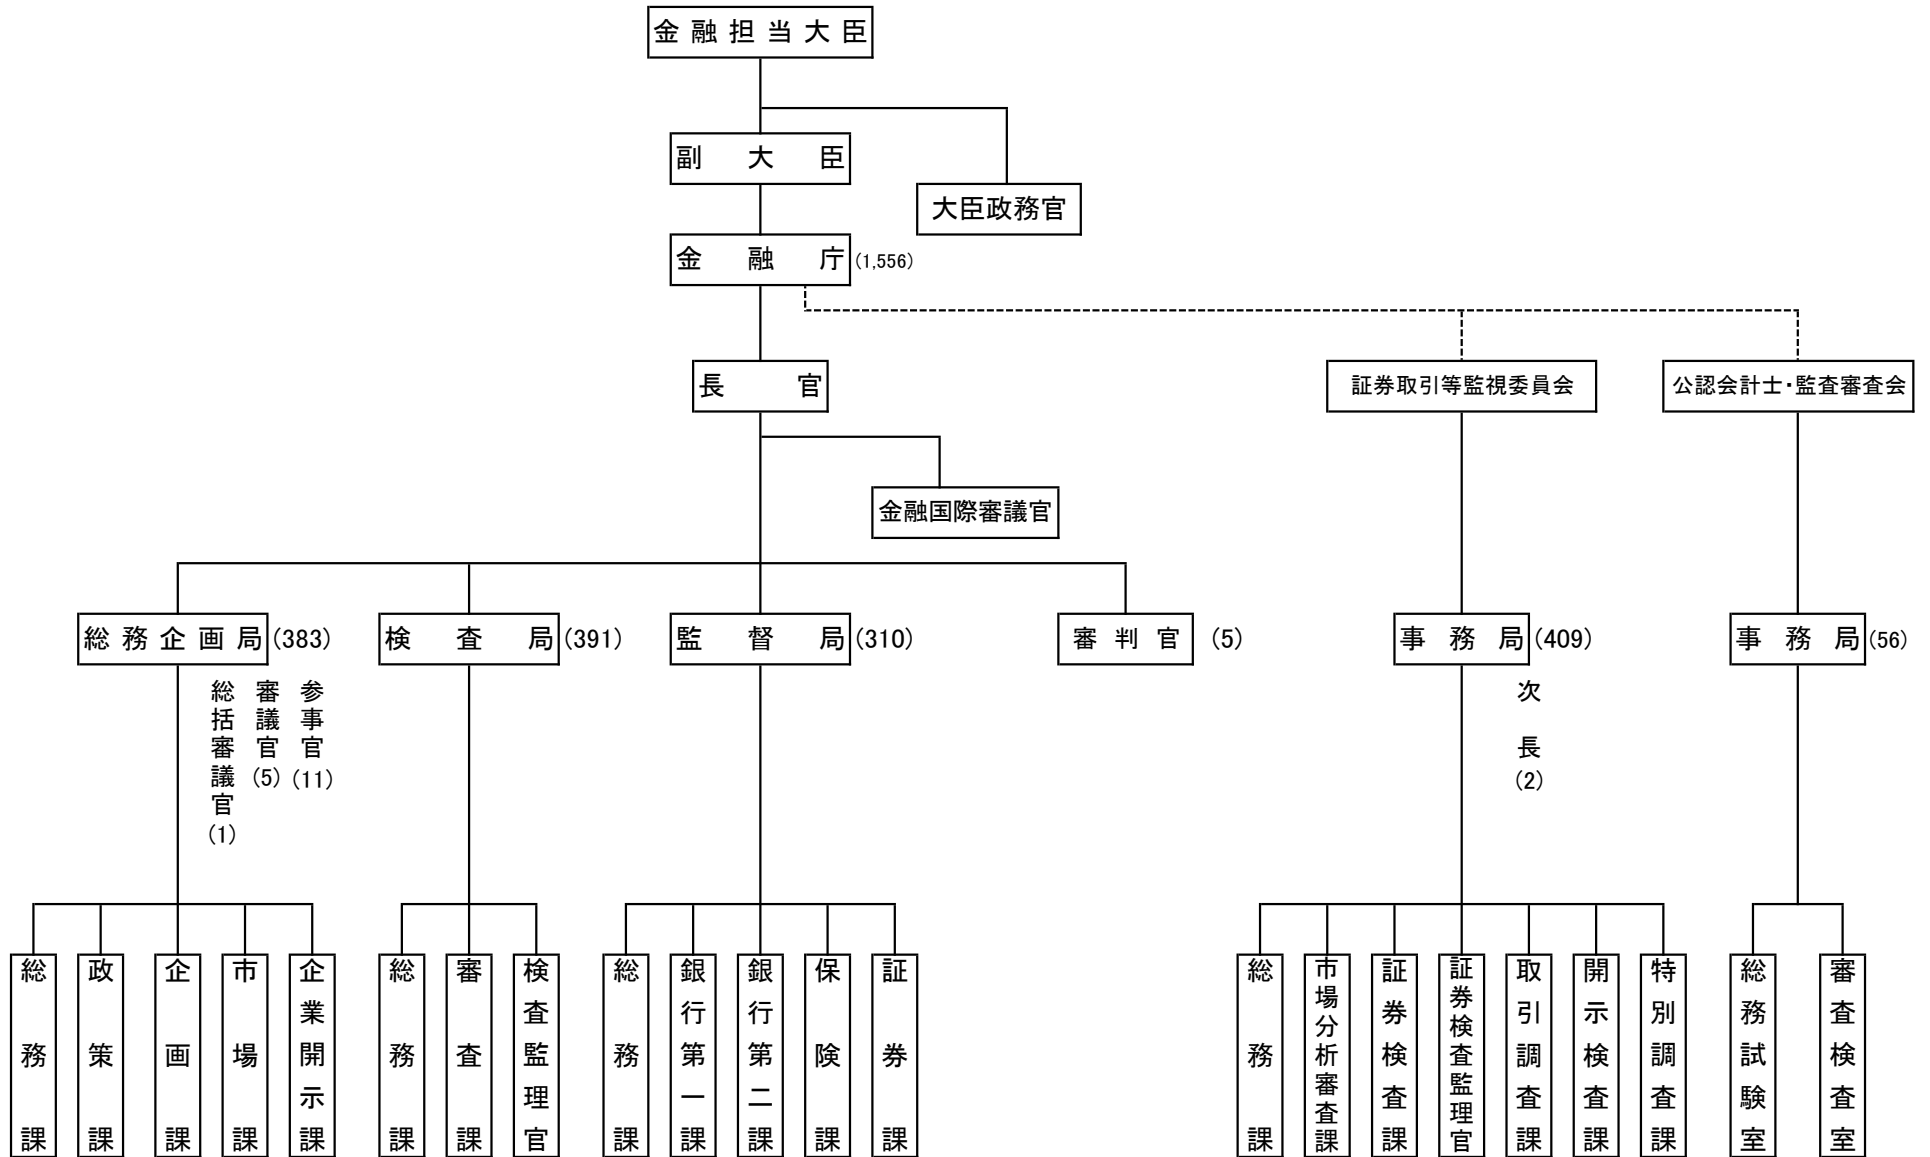 金融担当大臣
副大臣
大臣政務官
金融庁
(1,556)
長官
証券取引等監視委員会
公認会計士・監査審査会
金融国際審議官
総務企画局
(383)
検査局
(391)
監督局
(310)
審判官
(5)
事務局
(409)
事務局
(56)
総括審議官
(1)
審議官
(5)
参事官
(11)
次長
(2)
総務課
政策課
企画課
市場課
企業開示課
総務課
審査課
検査監理官
総務課
銀行第一課
銀行第二課
保険課
証券課
総務課
市場分析審査課
証券検査課
証券検査監理官
取引調査課
開示検査課
特別調査課
総務試験室
審査検査室